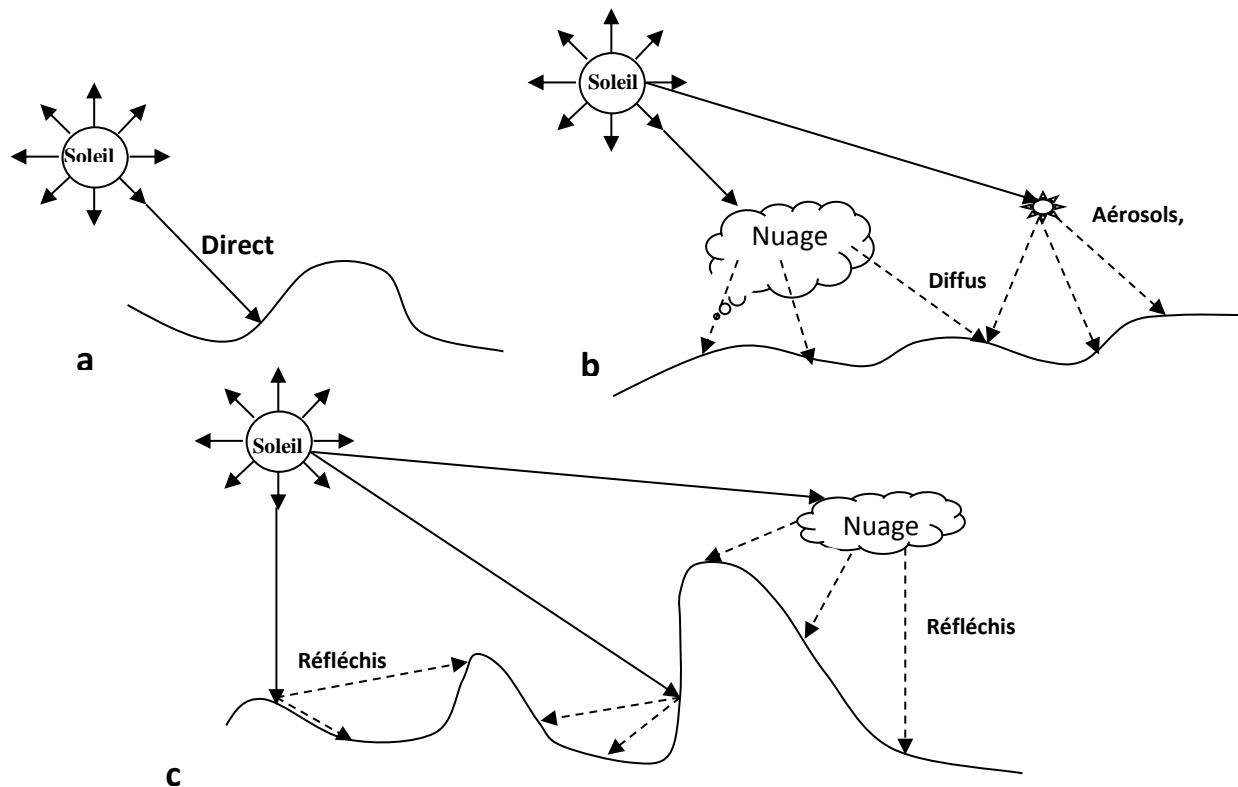 Soleil
Direct
a
Soleil
Nuage
Aérosols,
Diffus
b
Soleil
Nuage
Réfléchis
Réfléchis
c